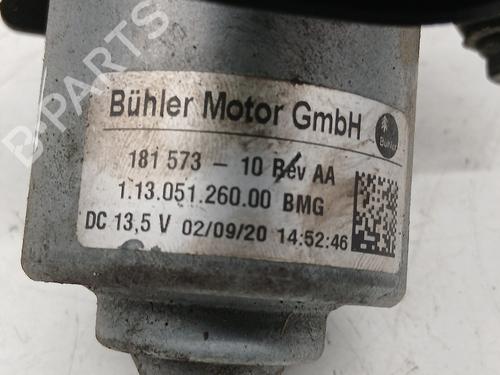 B-PARTS
Bühler Motor GmbH
Bühler
181 573 - 10 Rev AA
1.13.051.260.00 BMG
DC 13,5 V 02/09/20 14:52:46